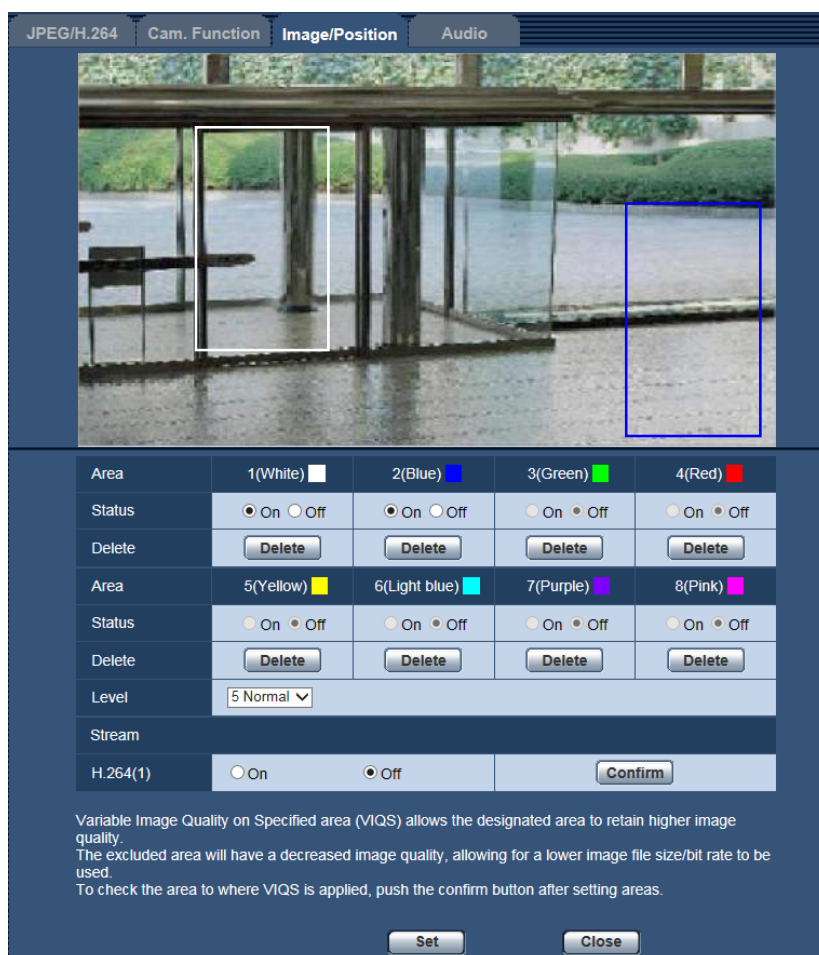 JPEG/H.264 Cam. Function Image/Position Audio
Area 1(White) 2(Blue) 3(Green) 4(Red)
Status On Off On Off On Off On Off
Delete Delete Delete Delete Delete
Area 5(Yellow) 6(Light blue) 7(Purple) 8(Pink)
Status On Off On Off On Off On Off
Delete Delete Delete Delete Delete
Level 5 Normal
Stream
H.264(1) On Off Confirm
Variable Image Quality on Specified area (VIQS) allows the designated area to retain higher image
quality.
The excluded area will have a decreased image quality, allowing for a lower image file size/bit rate to be
used.
To check the area to where VIQS is applied, push the confirm button after setting areas.
Set Close